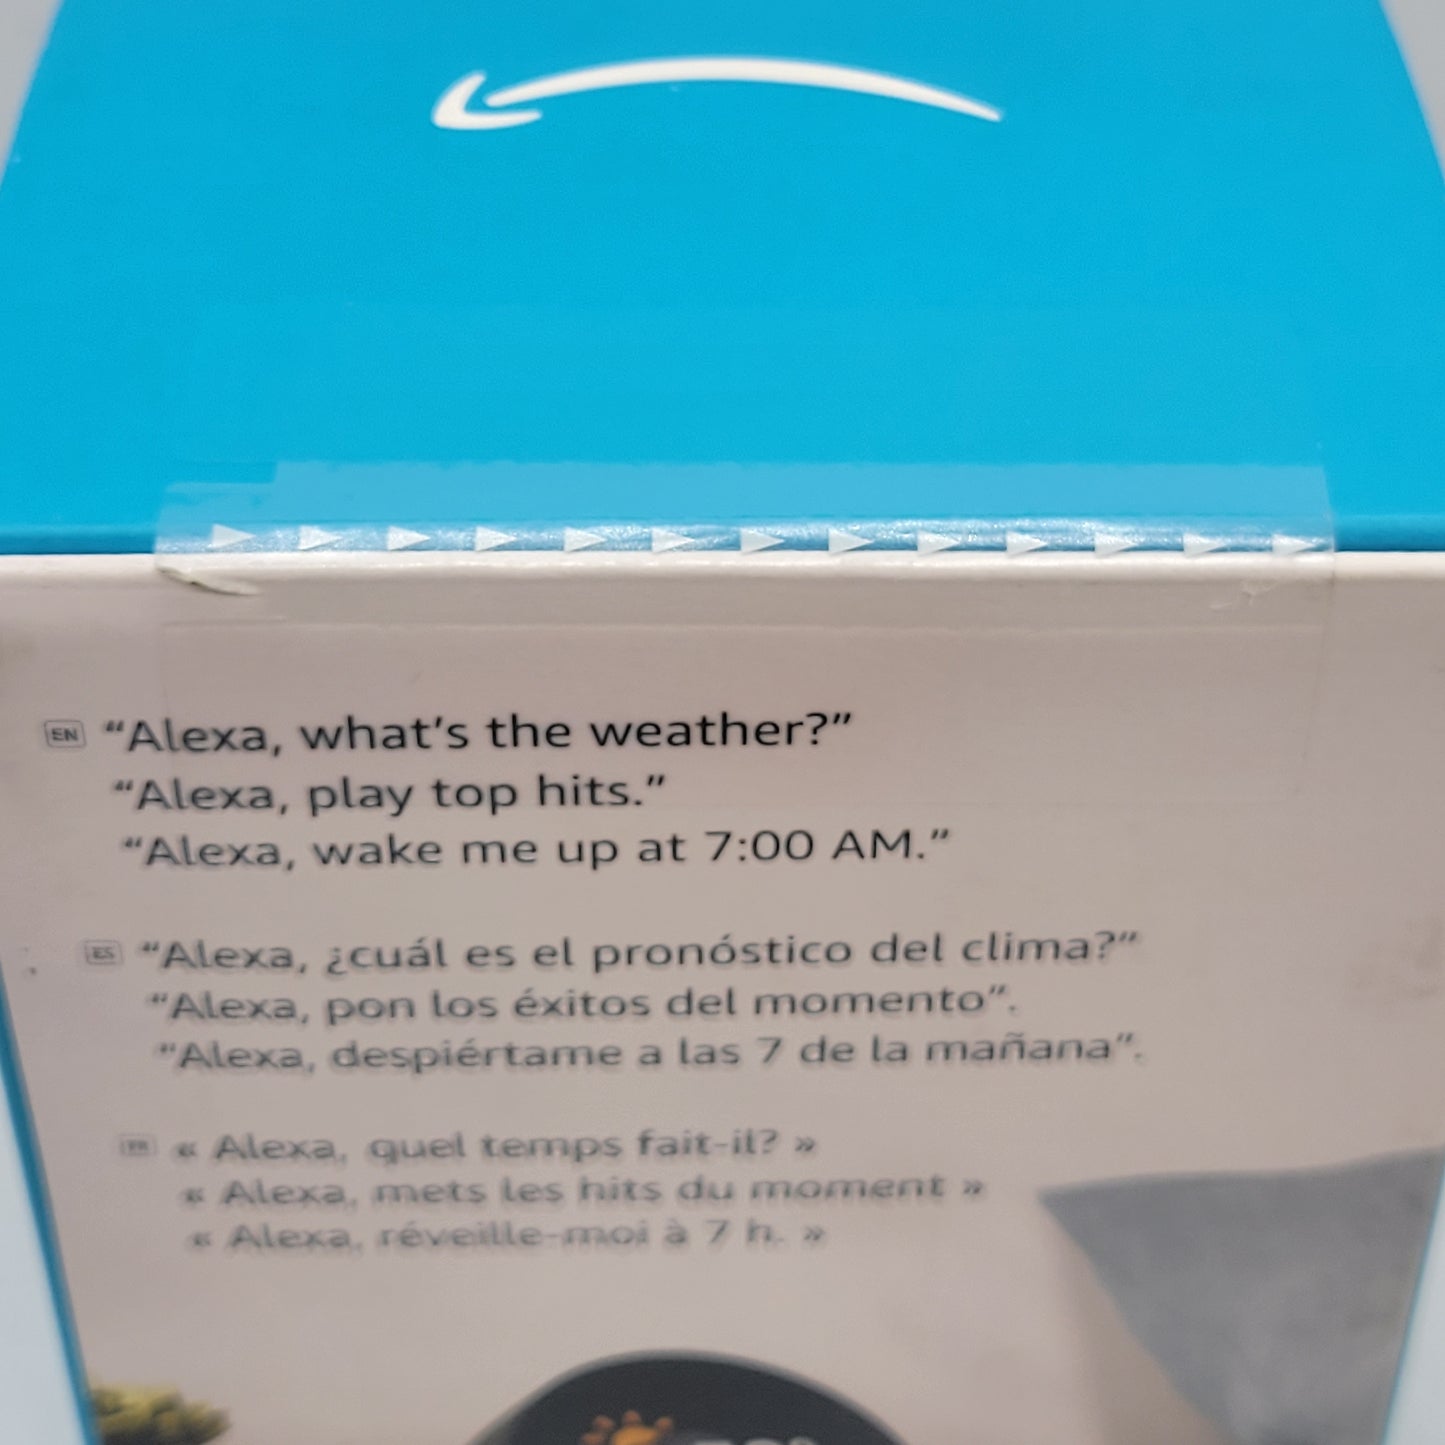 EN "Alexa, what's the weather?"
"Alexa, play top hits."
"Alexa, wake me up at 7:00 AM."
ES "Alexa, ¿cuál es el pronóstico del clima?"
"Alexa, pon los éxitos del momento".
"Alexa, despiértame a las 7 de la mañana".
FR « Alexa, quel temps fait-il? »
« Alexa, mets les hits du moment »
« Alexa, réveille-moi à 7 h. »